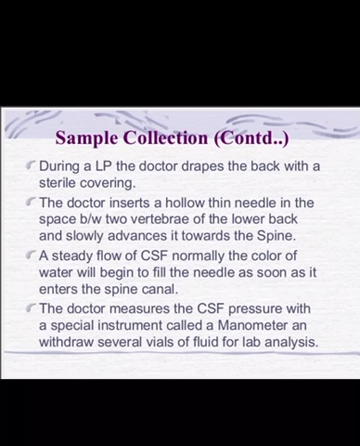 Sample Collection (Contd..)
During a LP the doctor drapes the back with a
sterile covering.
The doctor inserts a hollow thin needle in the
space b/w two vertebrae of the lower back
and slowly advances it towards the Spine.
A steady flow of CSF normally the color of
water will begin to fill the needle as soon as it
enters the spine canal.
The doctor measures the CSF pressure with
a special instrument called a Manometer an
withdraw several vials of fluid for lab analysis.